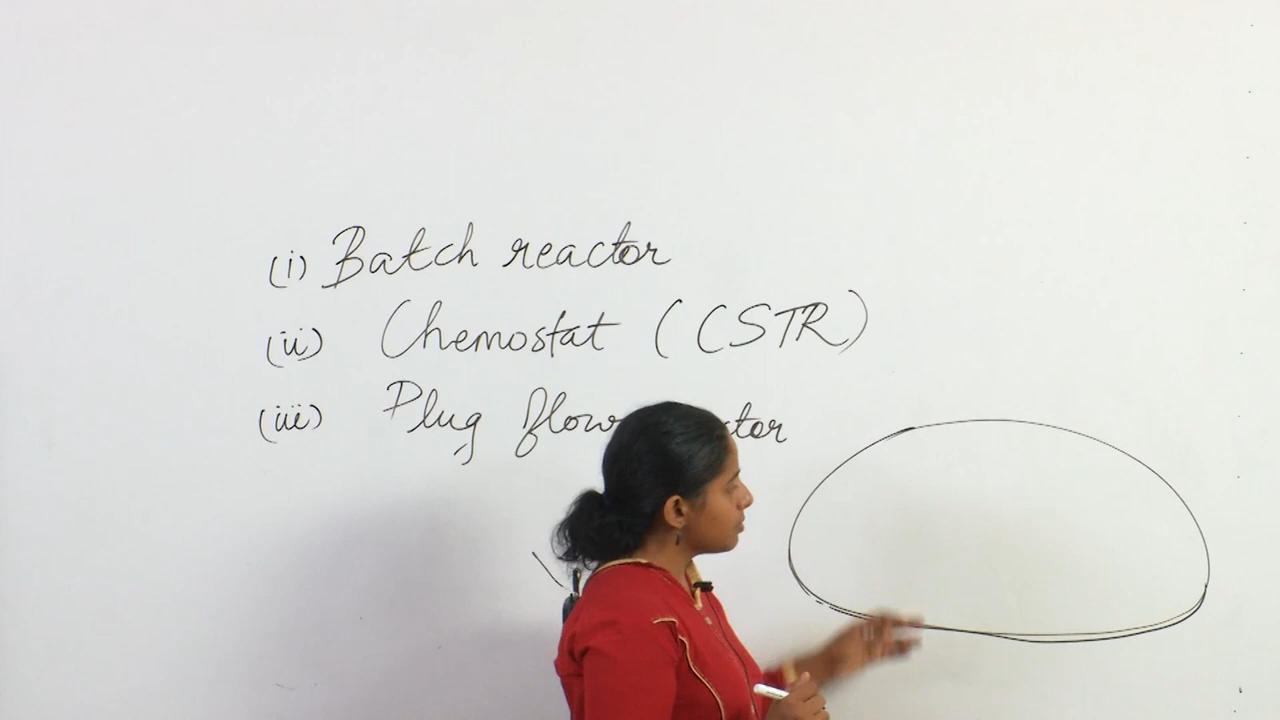 (i) Batch reactor
(ii) Chemostat (CSTR)
(iii) Plug flow